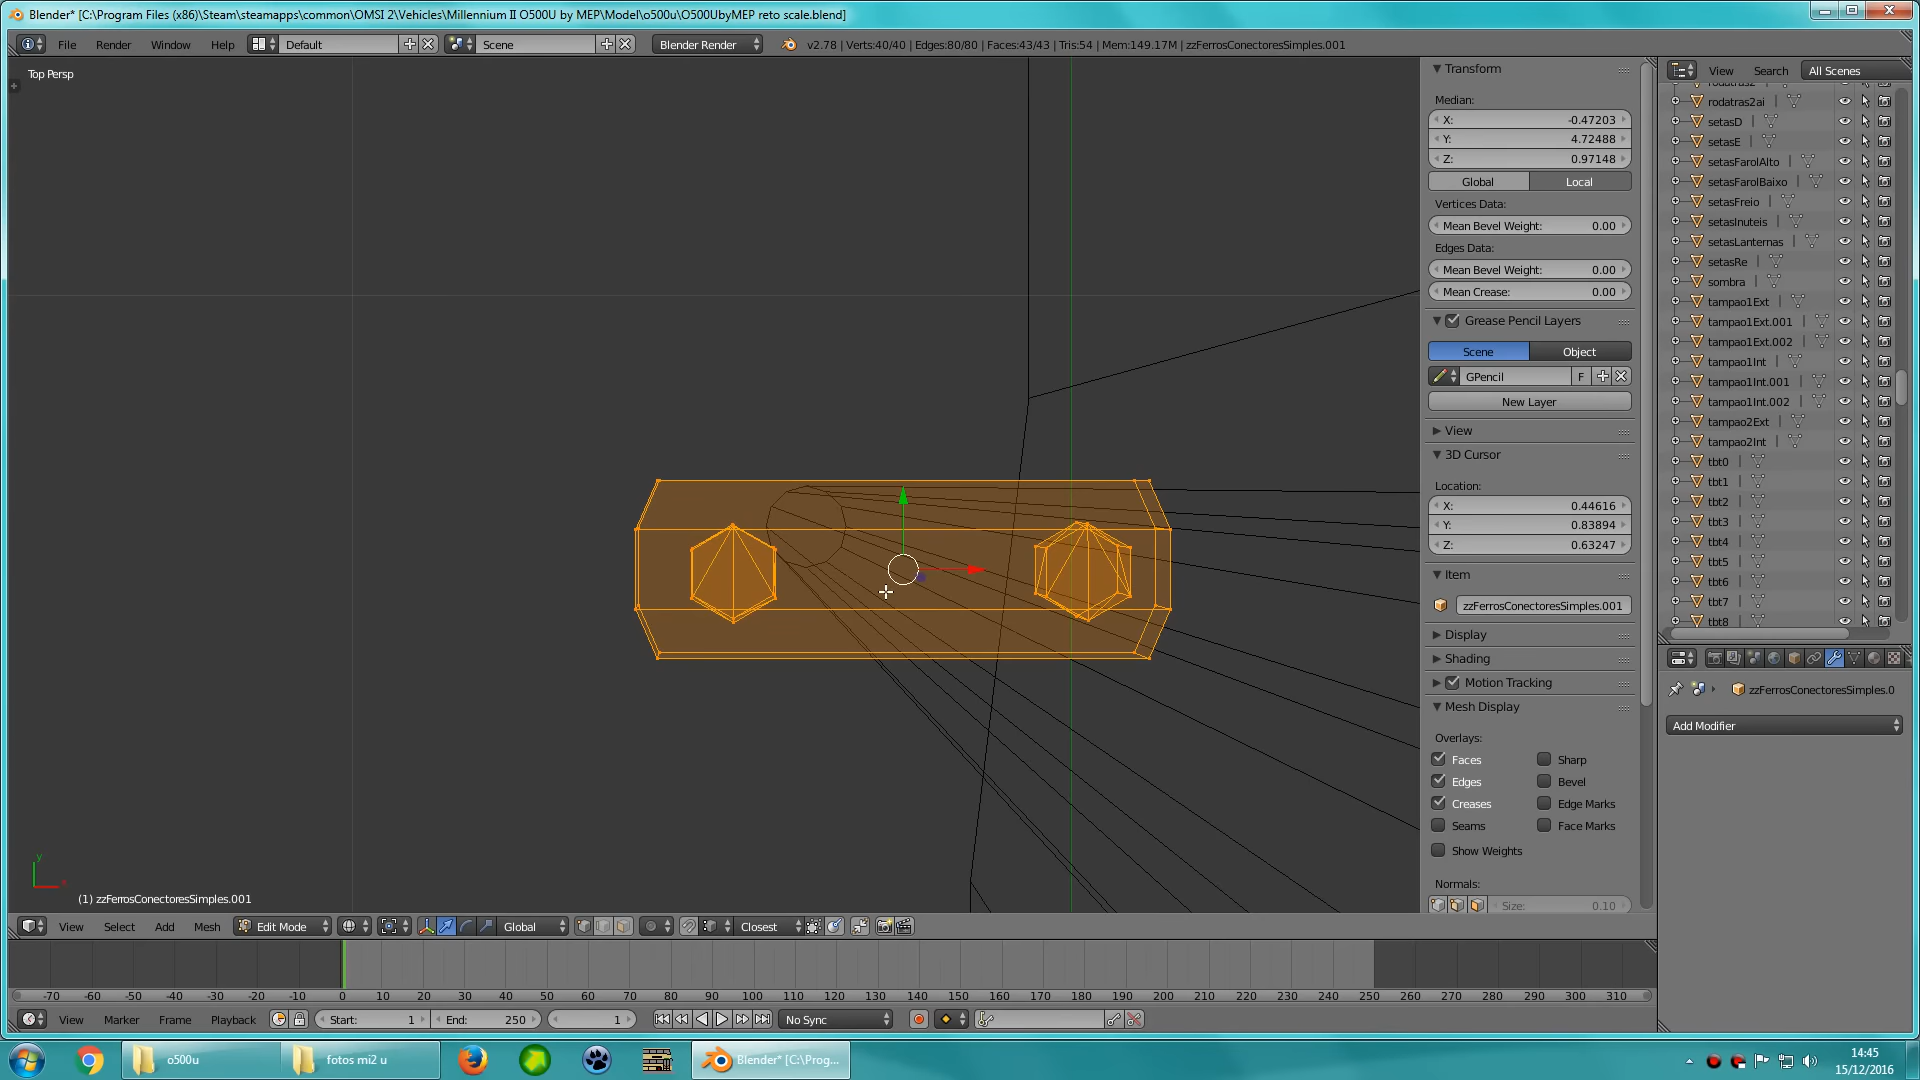 Blender* [C:\Program Files (x86)\Steam\steamapps\common\OMSI 2\Vehicles\Millennium II O500U by MEP\Model\o500u\O500UbyMEP reto scale.blend]
File Render Window Help Default Scene Blender Render v2.78 | Verts:40/40 | Edges:80/80 | Faces:43/43 | Tris:54 | Mem:149.17M | zzFerrosConectoresSimples.001
Top Persp
(1) zzFerrosConectoresSimples.001
Transform
Median:
X: -0.47203
Y: 4.72488
Z: 0.97148
Global Local
Vertices Data:
Mean Bevel Weight: 0.00
Edges Data:
Mean Bevel Weight: 0.00
Mean Crease: 0.00
Grease Pencil Layers
Scene Object
GPencil F
New Layer
View
3D Cursor
Location:
X: 0.44616
Y: 0.83894
Z: 0.63247
Item
zzFerrosConectoresSimples.001
Display
Shading
Motion Tracking
Mesh Display
Overlays:
Faces Sharp
Edges Bevel
Creases Edge Marks
Seams Face Marks
Show Weights
Normals:
Size: 0.10
View Search All Scenes
rodatras2ai
setasD
setasE
setasFarolAlto
setasFarolBaixo
setasFreio
setasInuteis
setasLanternas
setasRe
sombra
tampao1Ext
tampao1Ext.001
tampao1Ext.002
tampao1Int
tampao1Int.001
tampao1Int.002
tampao2Ext
tampao2Int
tbt0
tbt1
tbt2
tbt3
tbt4
tbt5
tbt6
tbt7
tbt8
zzFerrosConectoresSimples.0
Add Modifier
View Select Add Mesh Edit Mode Global Closest
-70 -60 -50 -40 -30 -20 -10 0 10 20 30 40 50 60 70 80 90 100 110 120 130 140 150 160 170 180 190 200 210 220 230 240 250 260 270 280 290 300 310
View Marker Frame Playback Start: 1 End: 250 1 No Sync
o500u fotos mi2 u Blender* [C:\Prog...
14:45
15/12/2016